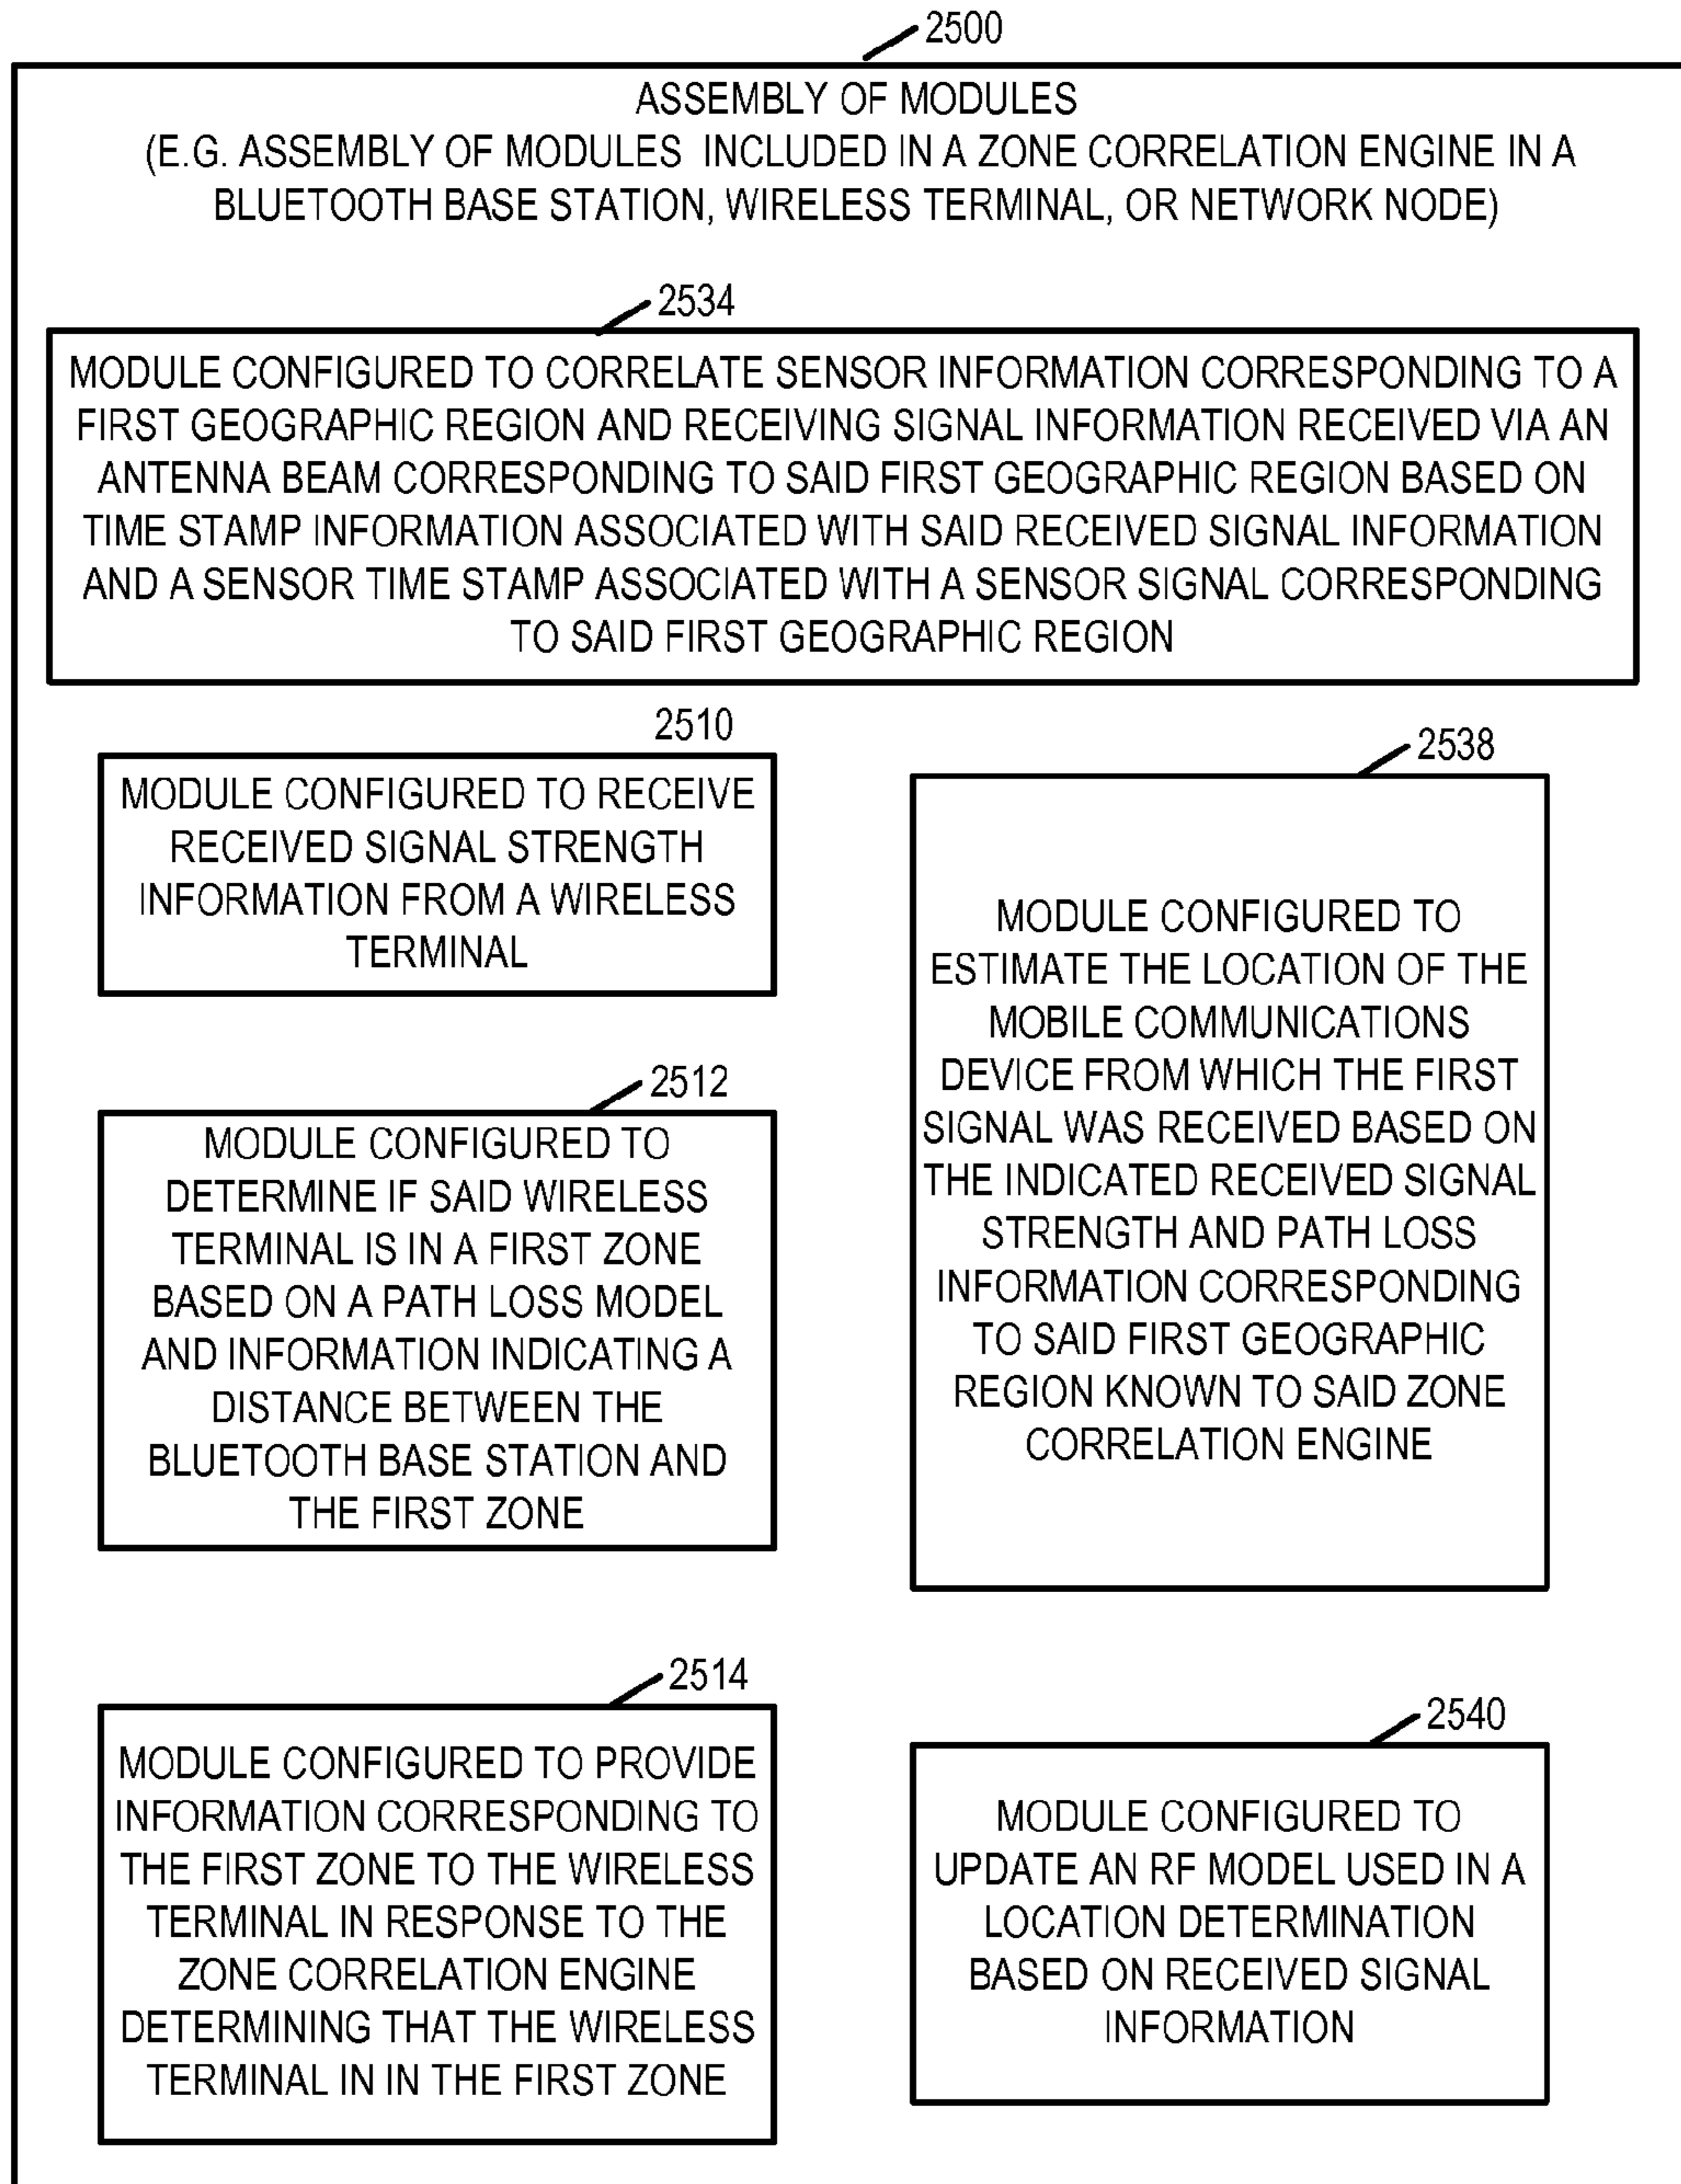 2500
ASSEMBLY OF MODULES
(E.G. ASSEMBLY OF MODULES INCLUDED IN A ZONE CORRELATION ENGINE IN A
BLUETOOTH BASE STATION, WIRELESS TERMINAL, OR NETWORK NODE)
2534
MODULE CONFIGURED TO CORRELATE SENSOR INFORMATION CORRESPONDING TO A
FIRST GEOGRAPHIC REGION AND RECEIVING SIGNAL INFORMATION RECEIVED VIA AN
ANTENNA BEAM CORRESPONDING TO SAID FIRST GEOGRAPHIC REGION BASED ON
TIME STAMP INFORMATION ASSOCIATED WITH SAID RECEIVED SIGNAL INFORMATION
AND A SENSOR TIME STAMP ASSOCIATED WITH A SENSOR SIGNAL CORRESPONDING
TO SAID FIRST GEOGRAPHIC REGION
2510
MODULE CONFIGURED TO RECEIVE
RECEIVED SIGNAL STRENGTH
INFORMATION FROM A WIRELESS
TERMINAL
2512
MODULE CONFIGURED TO
DETERMINE IF SAID WIRELESS
TERMINAL IS IN A FIRST ZONE
BASED ON A PATH LOSS MODEL
AND INFORMATION INDICATING A
DISTANCE BETWEEN THE
BLUETOOTH BASE STATION AND
THE FIRST ZONE
2514
MODULE CONFIGURED TO PROVIDE
INFORMATION CORRESPONDING TO
THE FIRST ZONE TO THE WIRELESS
TERMINAL IN RESPONSE TO THE
ZONE CORRELATION ENGINE
DETERMINING THAT THE WIRELESS
TERMINAL IN IN THE FIRST ZONE
2538
MODULE CONFIGURED TO
ESTIMATE THE LOCATION OF THE
MOBILE COMMUNICATIONS
DEVICE FROM WHICH THE FIRST
SIGNAL WAS RECEIVED BASED ON
THE INDICATED RECEIVED SIGNAL
STRENGTH AND PATH LOSS
INFORMATION CORRESPONDING
TO SAID FIRST GEOGRAPHIC
REGION KNOWN TO SAID ZONE
CORRELATION ENGINE
2540
MODULE CONFIGURED TO
UPDATE AN RF MODEL USED IN A
LOCATION DETERMINATION
BASED ON RECEIVED SIGNAL
INFORMATION